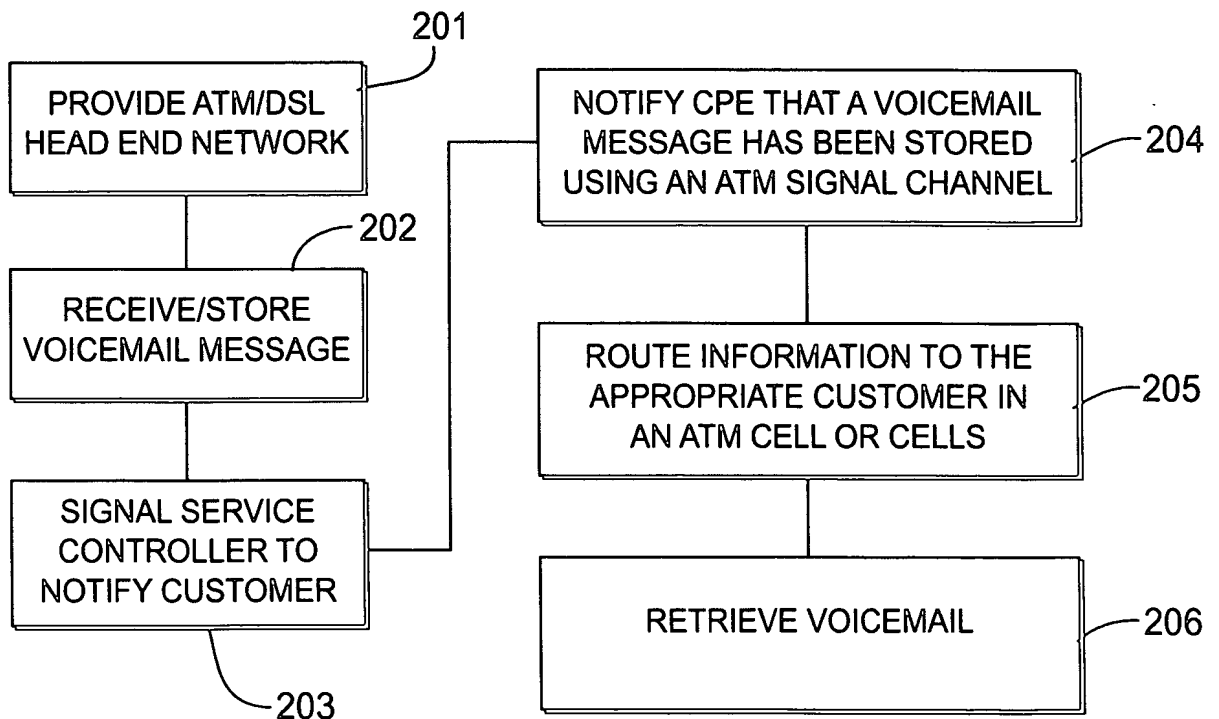 201
PROVIDE ATM/DSL
HEAD END NETWORK
202
RECEIVE/STORE
VOICEMAIL MESSAGE
SIGNAL SERVICE
CONTROLLER TO
NOTIFY CUSTOMER
203
NOTIFY CPE THAT A VOICEMAIL
MESSAGE HAS BEEN STORED
USING AN ATM SIGNAL CHANNEL
204
ROUTE INFORMATION TO THE
APPROPRIATE CUSTOMER IN
AN ATM CELL OR CELLS
205
RETRIEVE VOICEMAIL
206